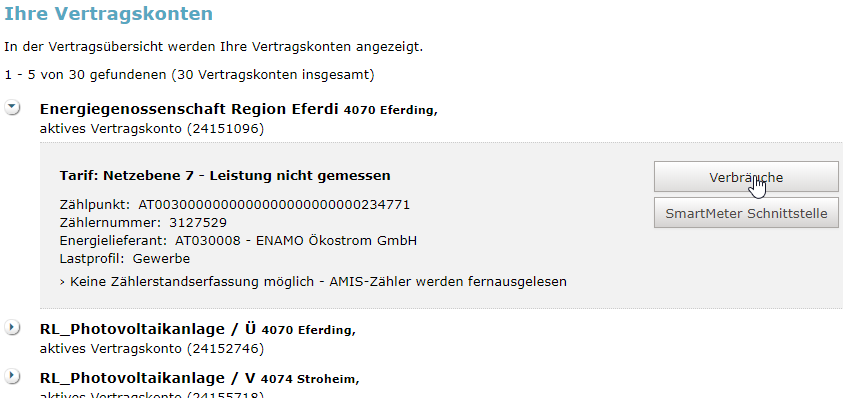 Ihre Vertragskonten
In der Vertragsübersicht werden Ihre Vertragskonten angezeigt.
1 - 5 von 30 gefundenen (30 Vertragskonten insgesamt)
Energiegenossenschaft Region Eferdi 4070 Eferding,
aktives Vertragskonto (24151096)
Tarif: Netzebene 7 - Leistung nicht gemessen
Verbräuche
Zählpunkt: AT0030000000000000000000000234771
SmartMeter Schnittstelle
Zählernummer: 3127529
Energielieferant: AT030008 - ENAMO Ökostrom GmbH
Lastprofil: Gewerbe
› Keine Zählerstandserfassung möglich - AMIS-Zähler werden fernausgelesen
RL_Photovoltaikanlage / Ü 4070 Eferding,
aktives Vertragskonto (24152746)
RL_Photovoltaikanlage / V 4074 Stroheim,
aktives Vertragskonto (24155718)